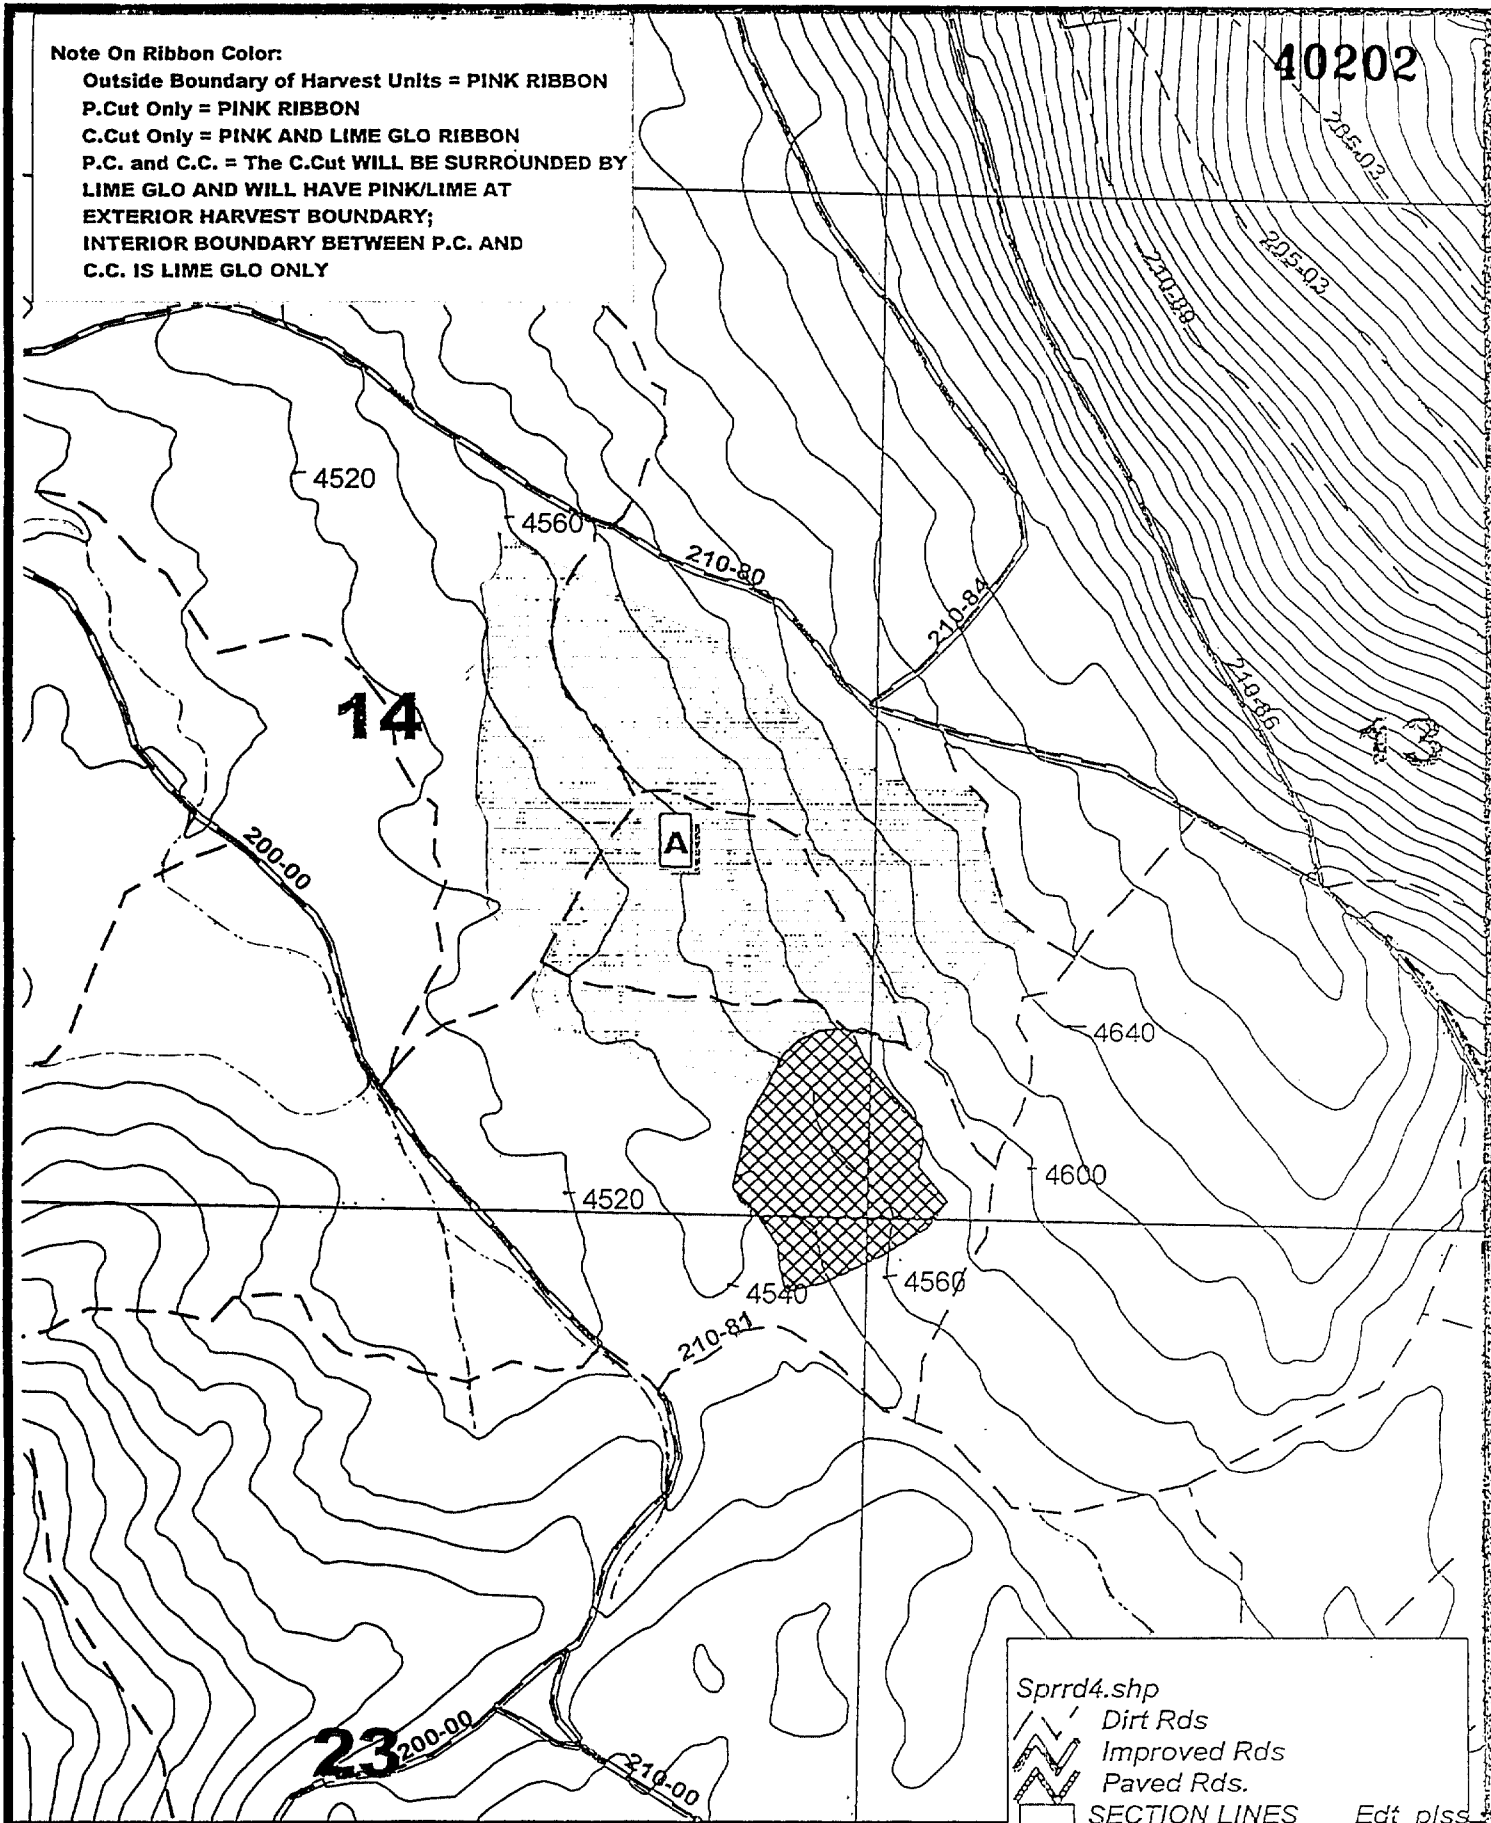 Note On Ribbon Color:
Outside Boundary of Harvest Units = PINK RIBBON
P.Cut Only = PINK RIBBON
C.Cut Only = PINK AND LIME GLO RIBBON
P.C. and C.C. = The C.Cut WILL BE SURROUNDED BY
LIME GLO AND WILL HAVE PINK/LIME AT
EXTERIOR HARVEST BOUNDARY;
INTERIOR BOUNDARY BETWEEN P.C. AND
C.C. IS LIME GLO ONLY
40202
205-03
205-03
210-89
4520
4560
210-80
210-84
210-86
14
13
200-00
A
4640
4600
4520
4560
4540
210-81
23
200-00
210-00
Sprrd4.shp
Dirt Rds
Improved Rds
Paved Rds.
SECTION LINES Edt plss